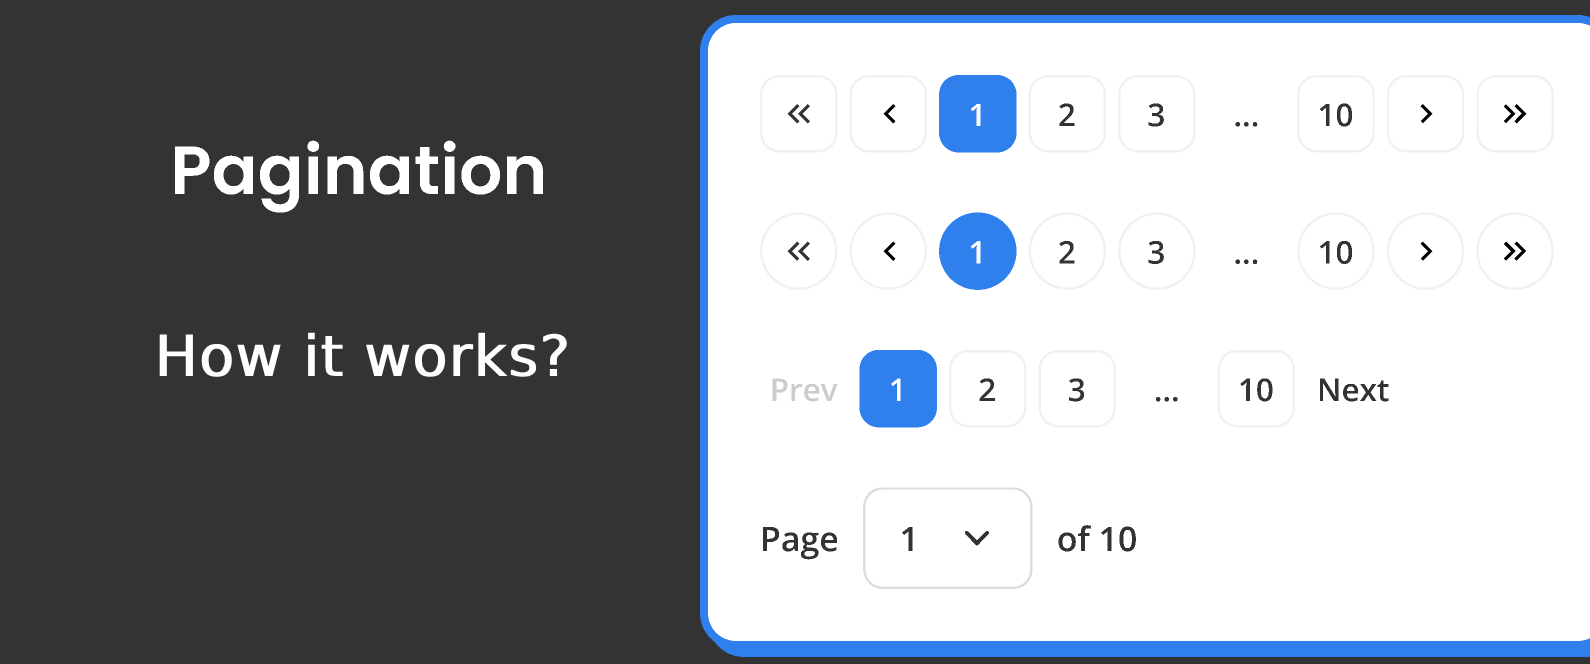 Pagination
How it works?
« ‹ 1 2 3 ... 10 › »
« ‹ 1 2 3 ... 10 › »
Prev 1 2 3 ... 10 Next
Page 1 of 10